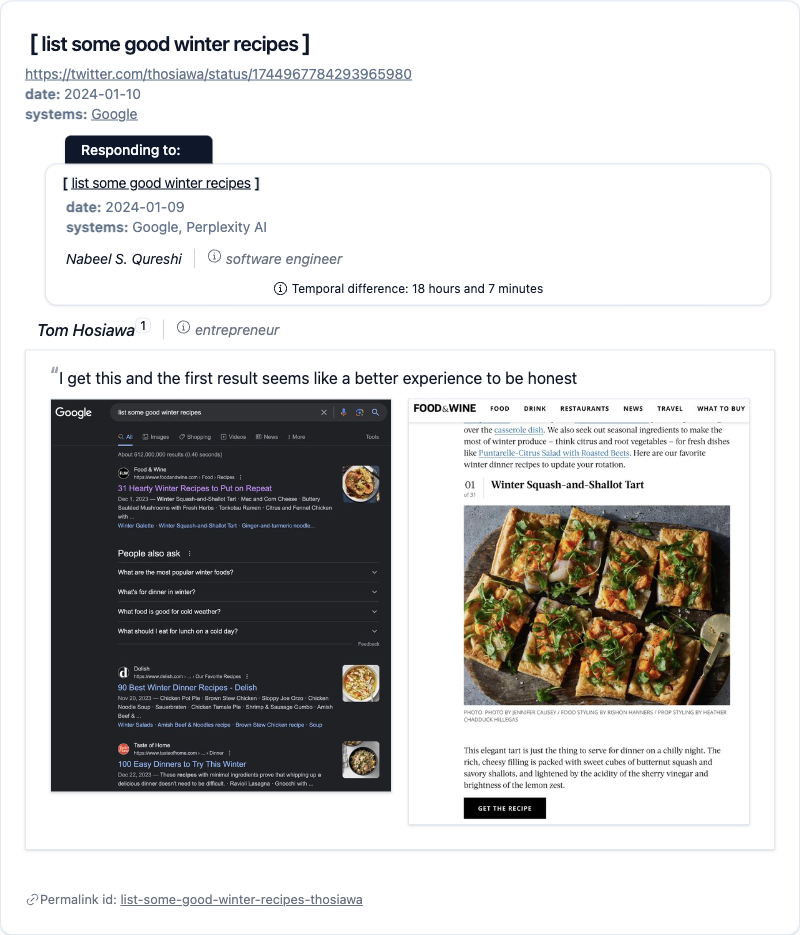 [ list some good winter recipes ]
https://twitter.com/thosiawa/status/1744967784293965980
date: 2024-01-10
systems: Google
Responding to:
[ list some good winter recipes ]
date: 2024-01-09
systems: Google, Perplexity AI
Nabeel S. Qureshi software engineer
Temporal difference: 18 hours and 7 minutes
Tom Hosiawa 1 entrepreneur
“I get this and the first result seems like a better experience to be honest
Google list some good winter recipes
All Images Shopping Videos News More Tools
About 512,000,000 results (0.46 seconds)
Food & Wine
https://www.foodandwine.com › Food › Recipes
31 Hearty Winter Recipes to Put on Repeat
Dec 1, 2023 — Winter Squash-and-Shallot Tart · Mac and Corn Cheese · Buttery
Sautéed Mushrooms with Fresh Herbs · Tonkotsu Ramen · Citrus and Fennel Chicken
with ...
Winter Galette · Winter Squash-and-Shallot Tart · Ginger-and-turmeric noodle...
People also ask
What are the most popular winter foods?
What's for dinner in winter?
What food is good for cold weather?
What should I eat for lunch on a cold day?
Feedback
d Delish
https://www.delish.com › ... › Our Favorite Recipes
90 Best Winter Dinner Recipes - Delish
Nov 20, 2023 — Chicken Pot Pie · Brown Stew Chicken · Sloppy Joe Orzo · Chicken
Noodle Soup · Sauerbraten · Chicken Tamale Pie · Shrimp & Sausage Gumbo · Amish
Beef & ...
Winter Salads · Amish Beef & Noodles recipe · Brown Stew Chicken recipe · Soup
Taste of Home
https://www.tasteofhome.com › ... › Dinner
100 Easy Dinners to Try This Winter
Dec 22, 2023 — These recipes with minimal ingredients prove that whipping up a
delicious dinner doesn't need to be difficult. · Ravioli Lasagna · Gnocchi with ...
FOOD&WINE FOOD DRINK RESTAURANTS NEWS TRAVEL WHAT TO BUY
over the casserole dish. We also seek out seasonal ingredients to make the
most of winter produce – think citrus and root vegetables – for fresh dishes
like Puntarelle-Citrus Salad with Roasted Beets. Here are our favorite
winter dinner recipes to update your rotation.
01 Winter Squash-and-Shallot Tart
of 31
PHOTO: PHOTO BY JENNIFER CAUSEY / FOOD STYLING BY RISHON HANNERS / PROP STYLING BY HEATHER
CHADDUCK HILLEGAS
This elegant tart is just the thing to serve for dinner on a chilly night. The
rich, cheesy filling is packed with sweet cubes of butternut squash and
savory shallots, and lightened by the acidity of the sherry vinegar and
brightness of the lemon zest.
GET THE RECIPE
Permalink id: list-some-good-winter-recipes-thosiawa